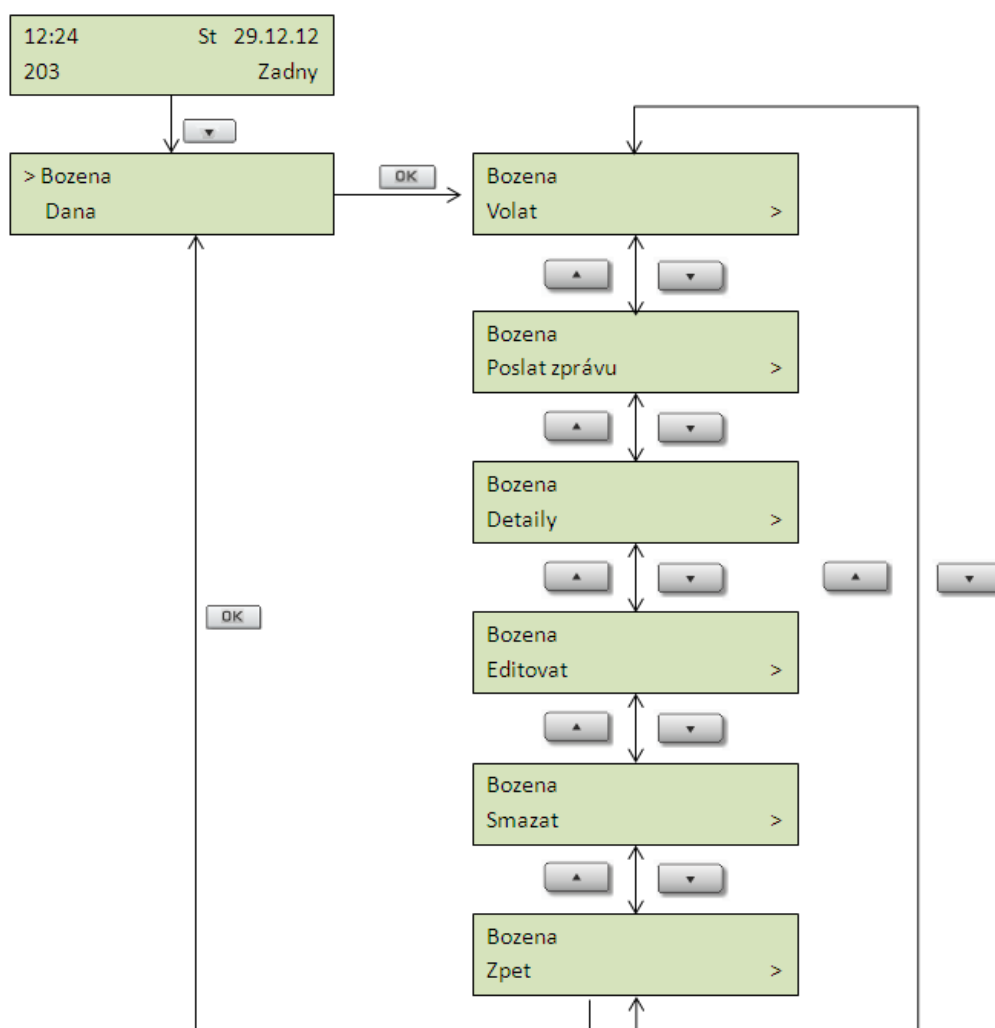 12:24 St 29.12.12
203 Zadny
> Bozena
Dana
OK
Bozena
Volat >
Bozena
Poslat zprávu >
Bozena
Detaily >
OK
Bozena
Editovat >
Bozena
Smazat >
Bozena
Zpet >